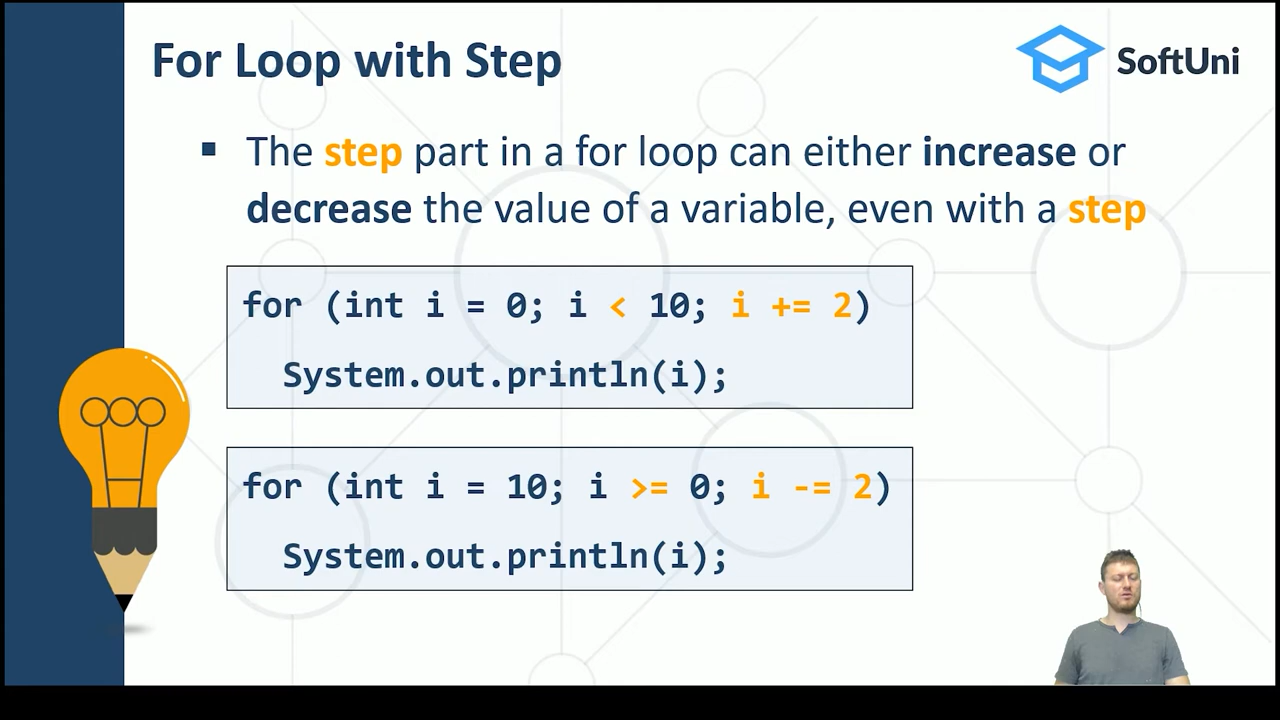 For Loop with Step
SoftUni
▪ The step part in a for loop can either increase or
decrease the value of a variable, even with a step
for (int i = 0; i < 10; i += 2)
System.out.println(i);
for (int i = 10; i >= 0; i -= 2)
System.out.println(i);